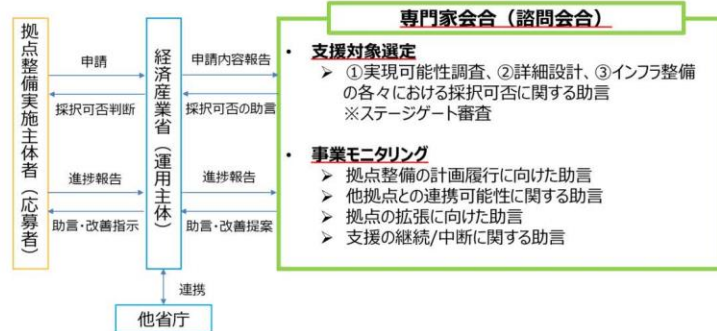 専門家会合（諮問会合）
拠点整備実施主体者（応募者）
申請
採択可否判断
進捗報告
助言・改善指示
経済産業省（運用主体）
申請内容報告
採択可否の助言
進捗報告
助言・改善提案
連携
他省庁
• 支援対象選定
➢ ①実現可能性調査、②詳細設計、③インフラ整備
の各々における採択可否に関する助言
※ステージゲート審査
• 事業モニタリング
➢ 拠点整備の計画履行に向けた助言
➢ 他拠点との連携可能性に関する助言
➢ 拠点の拡張に向けた助言
➢ 支援の継続/中断に関する助言